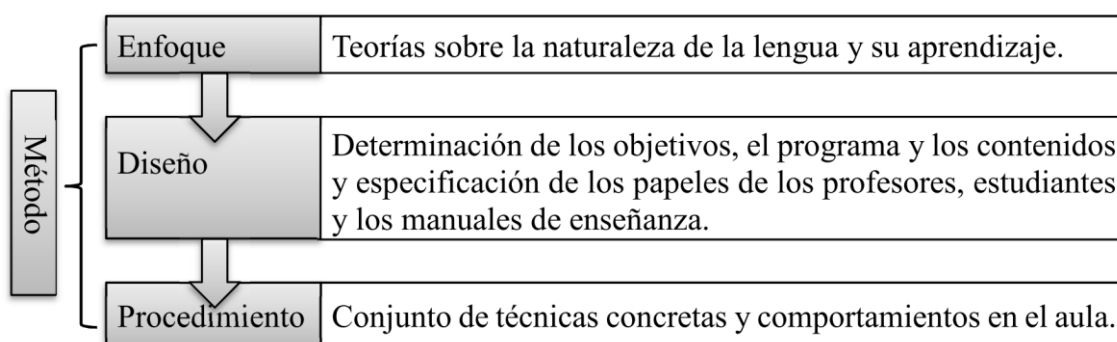 Método
Enfoque
Teorías sobre la naturaleza de la lengua y su aprendizaje.
Diseño
Determinación de los objetivos, el programa y los contenidos
y especificación de los papeles de los profesores, estudiantes
y los manuales de enseñanza.
Procedimiento
Conjunto de técnicas concretas y comportamientos en el aula.